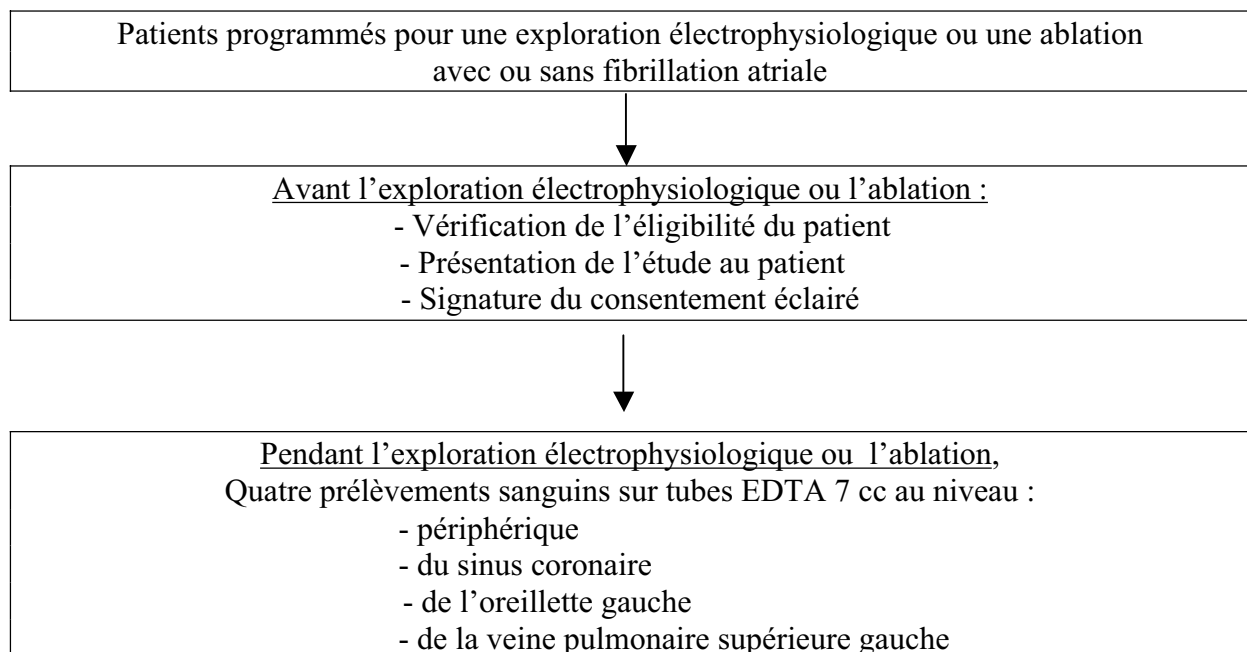 Patients programmés pour une exploration électrophysiologique ou une ablation
avec ou sans fibrillation atriale
Avant l’exploration électrophysiologique ou l’ablation :
- Vérification de l’éligibilité du patient
- Présentation de l’étude au patient
- Signature du consentement éclairé
Pendant l’exploration électrophysiologique ou l’ablation,
Quatre prélèvements sanguins sur tubes EDTA 7 cc au niveau :
- périphérique
- du sinus coronaire
- de l’oreillette gauche
- de la veine pulmonaire supérieure gauche